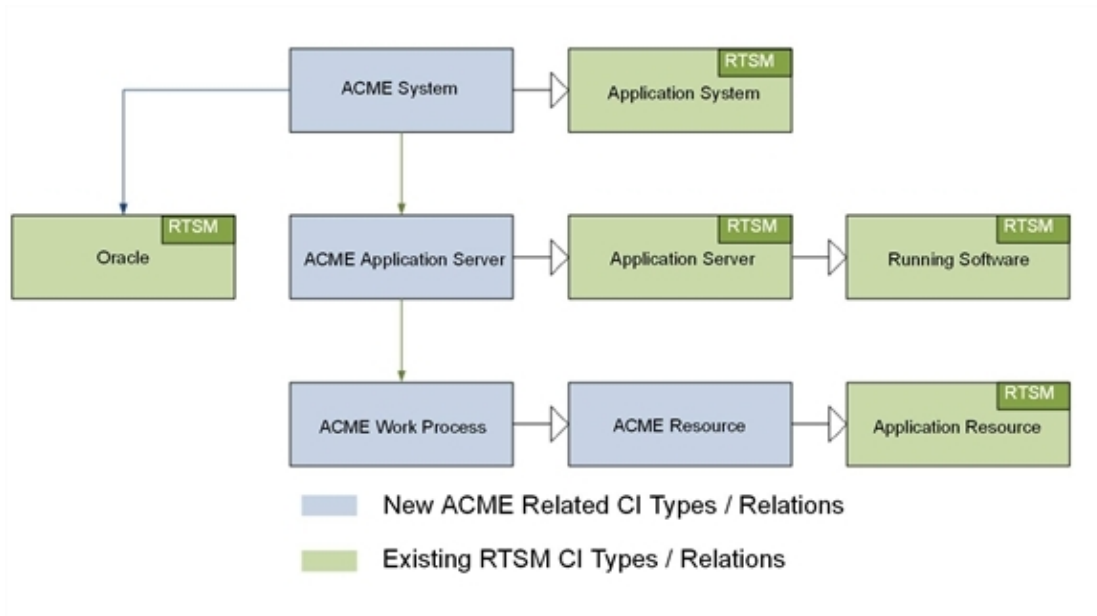 ACME System
RTSM
Application System
RTSM
Oracle
ACME Application Server
RTSM
Application Server
RTSM
Running Software
ACME Work Process
ACME Resource
RTSM
Application Resource
New ACME Related CI Types / Relations
Existing RTSM CI Types / Relations